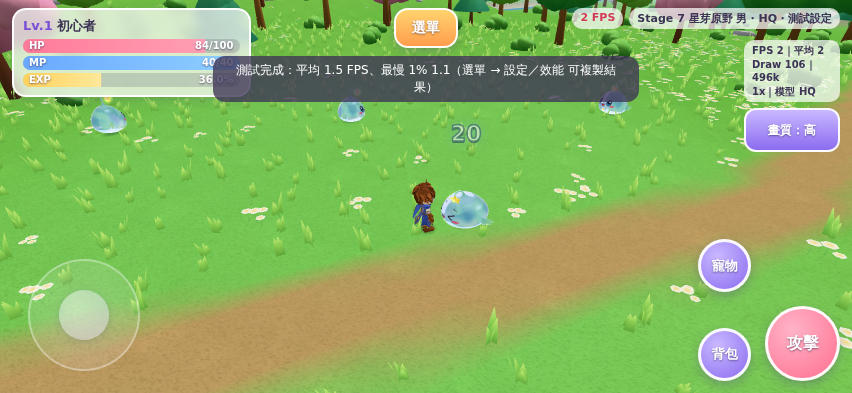 Lv.1 初心者
HP 84/100
MP 40/40
EXP 36
選單
2 FPS
Stage 7 星芽原野 男・HQ・測試設定
FPS 2｜平均 2
Draw 106｜
496k
1x｜模型 HQ
測試完成：平均 1.5 FPS、最慢 1% 1.1（選單 → 設定／效能 可複製結
果）
畫質：高
20
寵物
攻擊
背包